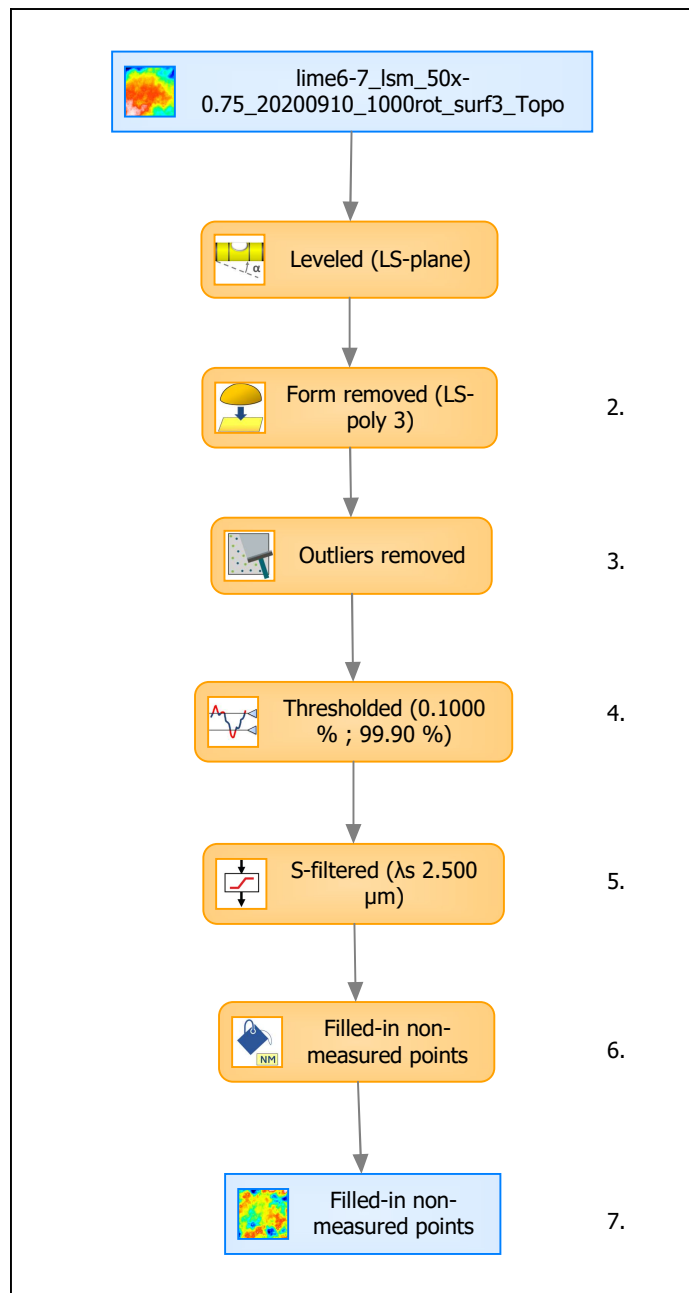 lime6-7_lsm_50x-
0.75_20200910_1000rot_surf3_Topo
α
Leveled (LS-plane)
Form removed (LS-
poly 3)
2.
Outliers removed
3.
Thresholded (0.1000
% ; 99.90 %)
4.
S-filtered (λs 2.500
µm)
5.
NM
Filled-in non-
measured points
6.
Filled-in non-
measured points
7.